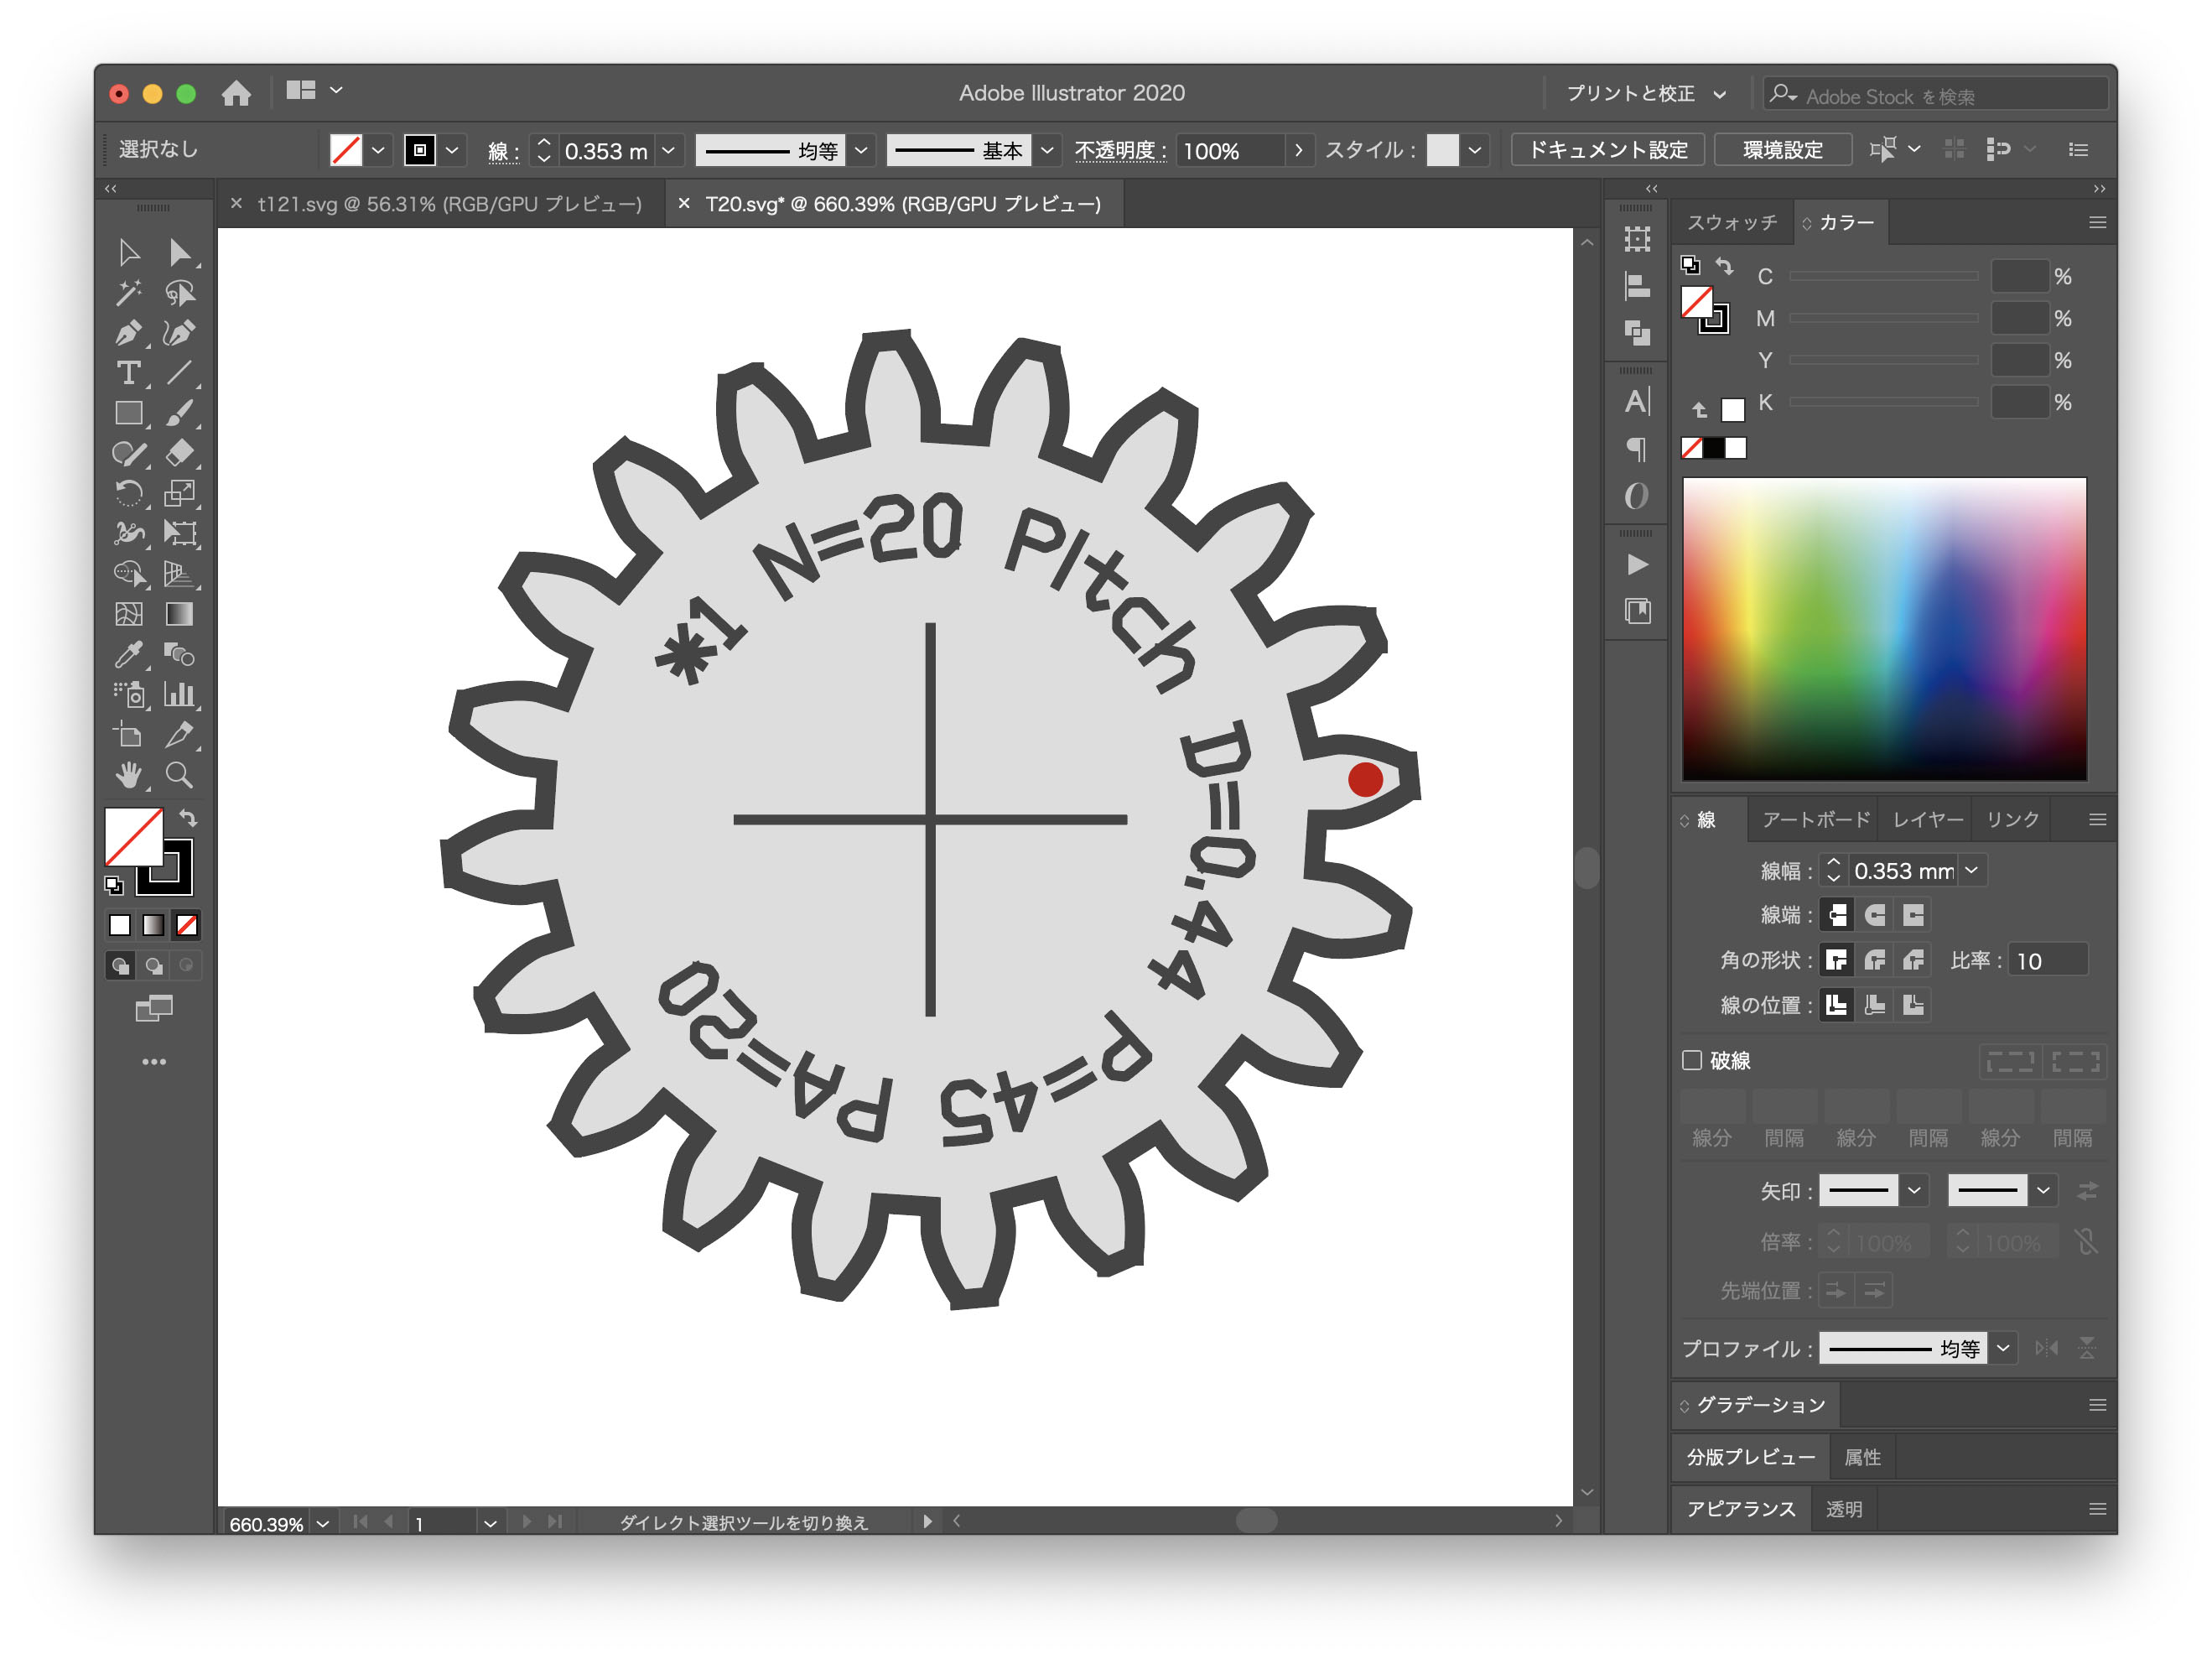 Adobe Illustrator 2020
プリントと校正
Adobe Stock を検索
選択なし
線 :
0.353 m
均等
基本
不透明度 :
100%
スタイル :
ドキュメント設定
環境設定
t121.svg @ 56.31% (RGB/GPU プレビュー)
T20.svg* @ 660.39% (RGB/GPU プレビュー)
*1 N=20 PItch D=0.44 P=45 PA=20
スウォッチ
カラー
C
%
M
%
Y
%
K
%
線
アートボード
レイヤー
リンク
線幅 :
0.353 mm
線端 :
角の形状 :
比率 :
10
線の位置 :
破線
線分
間隔
線分
間隔
線分
間隔
矢印 :
倍率 :
100%
100%
先端位置 :
プロファイル :
均等
グラデーション
分版プレビュー
属性
アピアランス
透明
660.39%
1
ダイレクト選択ツールを切り換え